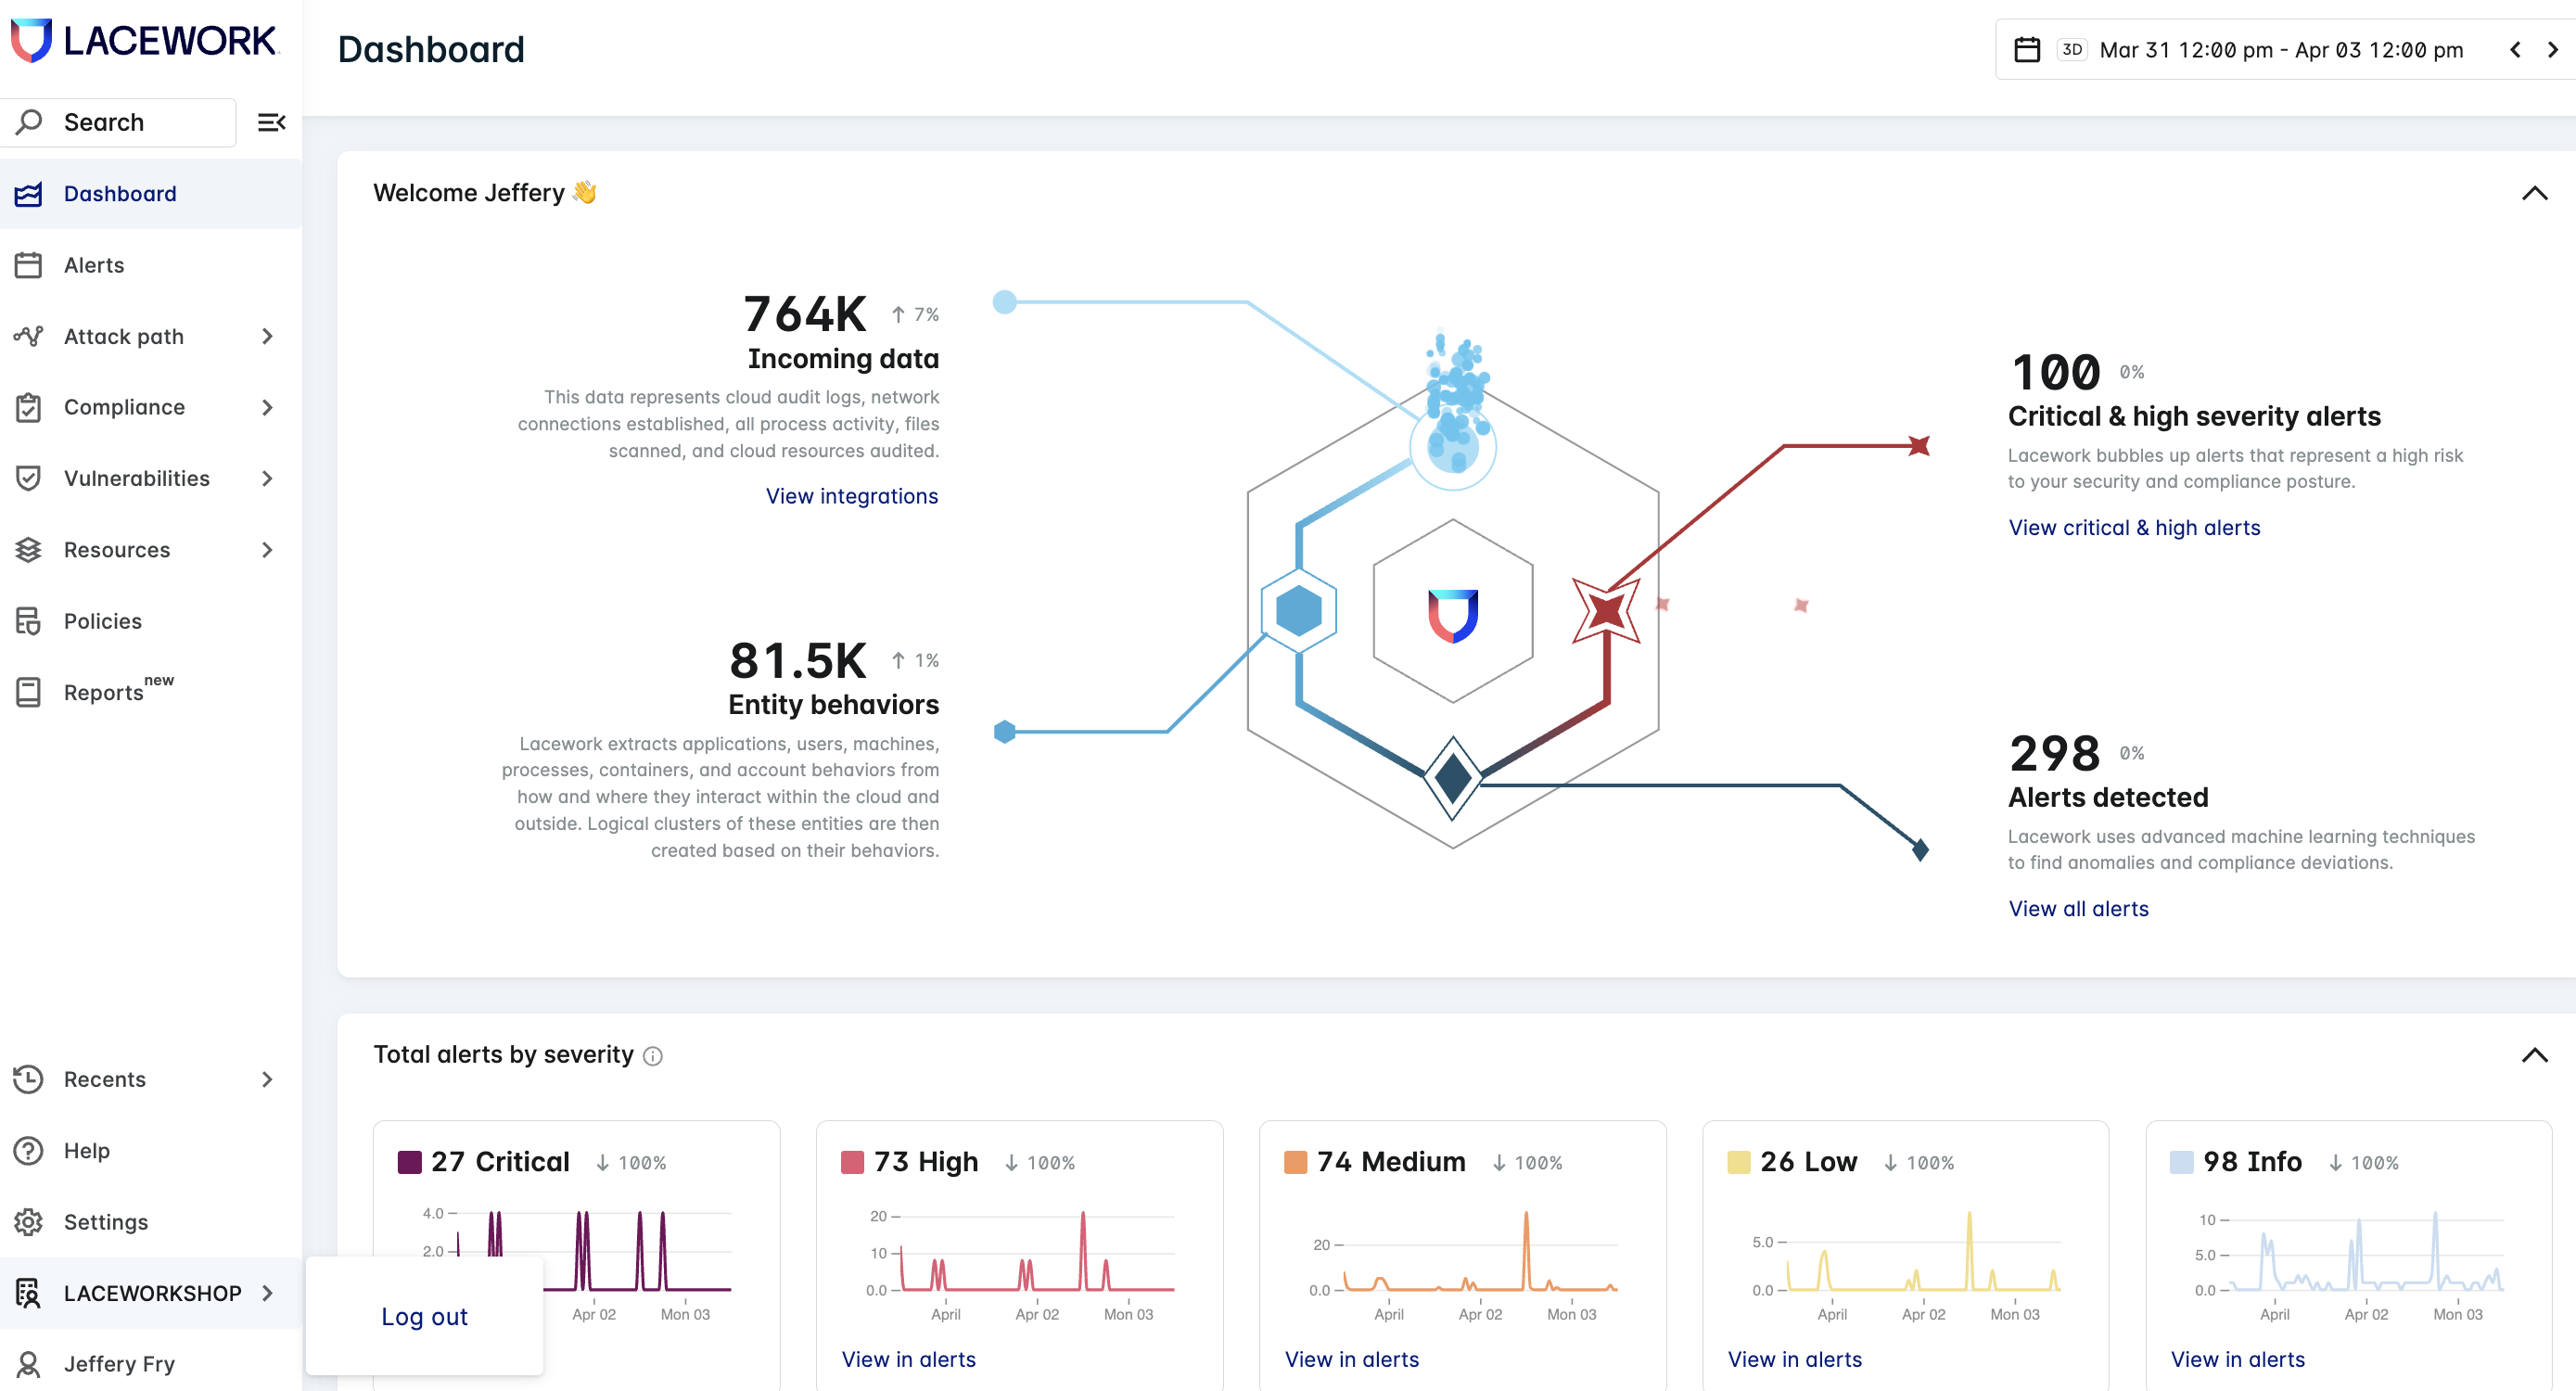 LACEWORK
Search
Dashboard
Alerts
Attack path
Compliance
Vulnerabilities
Resources
Policies
Reports new
Recents
Help
Settings
LACEWORKSHOP
Jeffery Fry
Log out
Dashboard
3D Mar 31 12:00 pm - Apr 03 12:00 pm
Welcome Jeffery 👋
764K ↑ 7%
Incoming data
This data represents cloud audit logs, network
connections established, all process activity, files
scanned, and cloud resources audited.
View integrations
81.5K ↑ 1%
Entity behaviors
Lacework extracts applications, users, machines,
processes, containers, and account behaviors from
how and where they interact within the cloud and
outside. Logical clusters of these entities are then
created based on their behaviors.
100 0%
Critical & high severity alerts
Lacework bubbles up alerts that represent a high risk
to your security and compliance posture.
View critical & high alerts
298 0%
Alerts detected
Lacework uses advanced machine learning techniques
to find anomalies and compliance deviations.
View all alerts
Total alerts by severity
27 Critical ↓ 100%
4.0
2.0
Apr 02 Mon 03
73 High ↓ 100%
20
10
0.0
April Apr 02 Mon 03
View in alerts
74 Medium ↓ 100%
20
0.0
April Apr 02 Mon 03
View in alerts
26 Low ↓ 100%
5.0
0.0
April Apr 02 Mon 03
View in alerts
98 Info ↓ 100%
10
5.0
0.0
April Apr 02 Mon 03
View in alerts